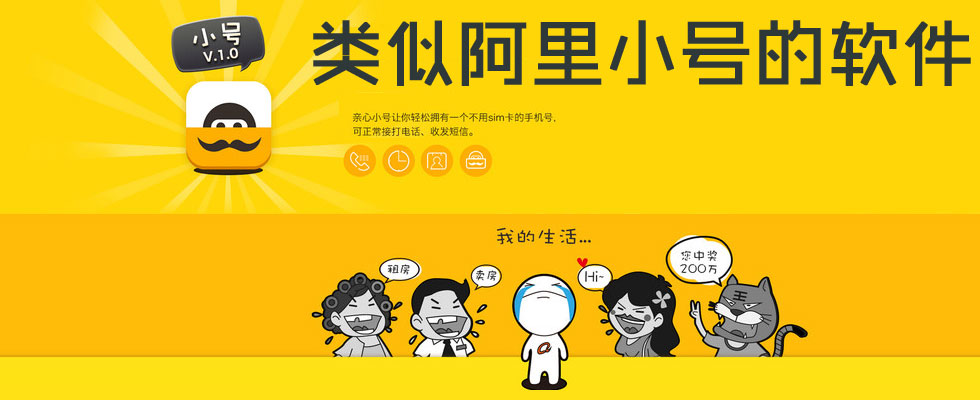 小号
V.1.0
类似阿里小号的软件
亲心小号让你轻松拥有一个不用sim卡的手机号,
可正常接打电话、收发短信。
我的生活...
租房
卖房
Hi~
您中奖
200万